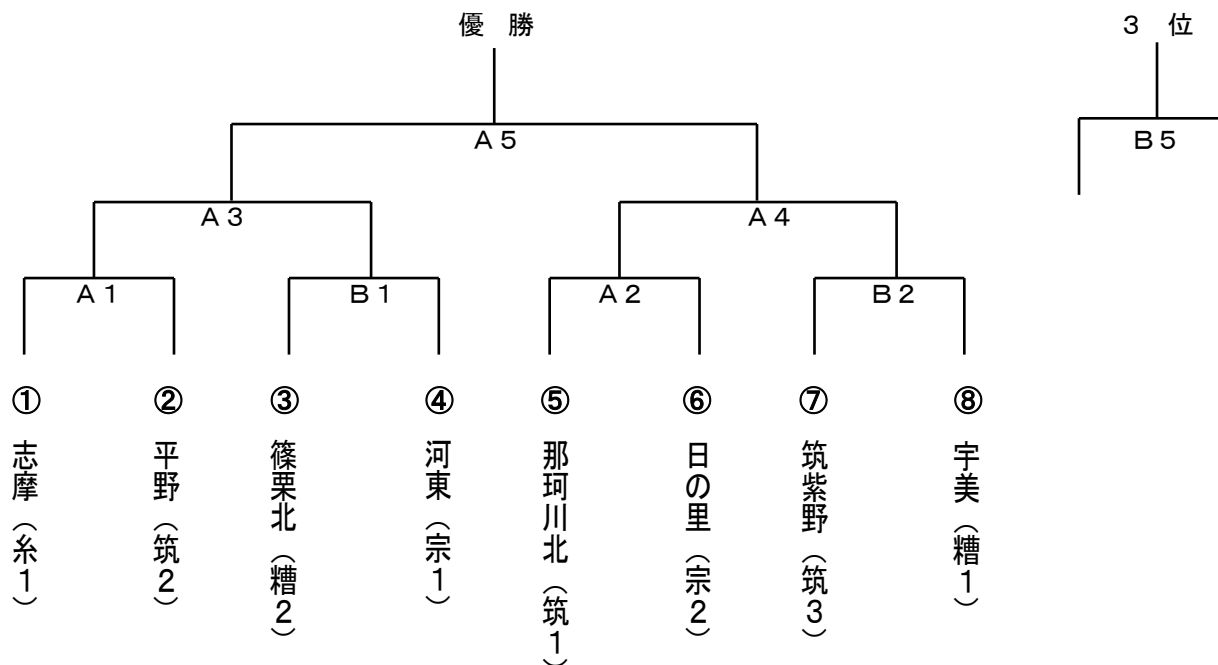 優 勝
3 位
A5
B5
A3
A4
A1
B1
A2
B2
①
②
③
④
⑤
⑥
⑦
⑧
志摩（糸1）
平野（筑2）
篠栗北（糟2）
河東（宗1）
那珂川北（筑1）
日の里（宗2）
筑紫野（筑3）
宇美（糟1）